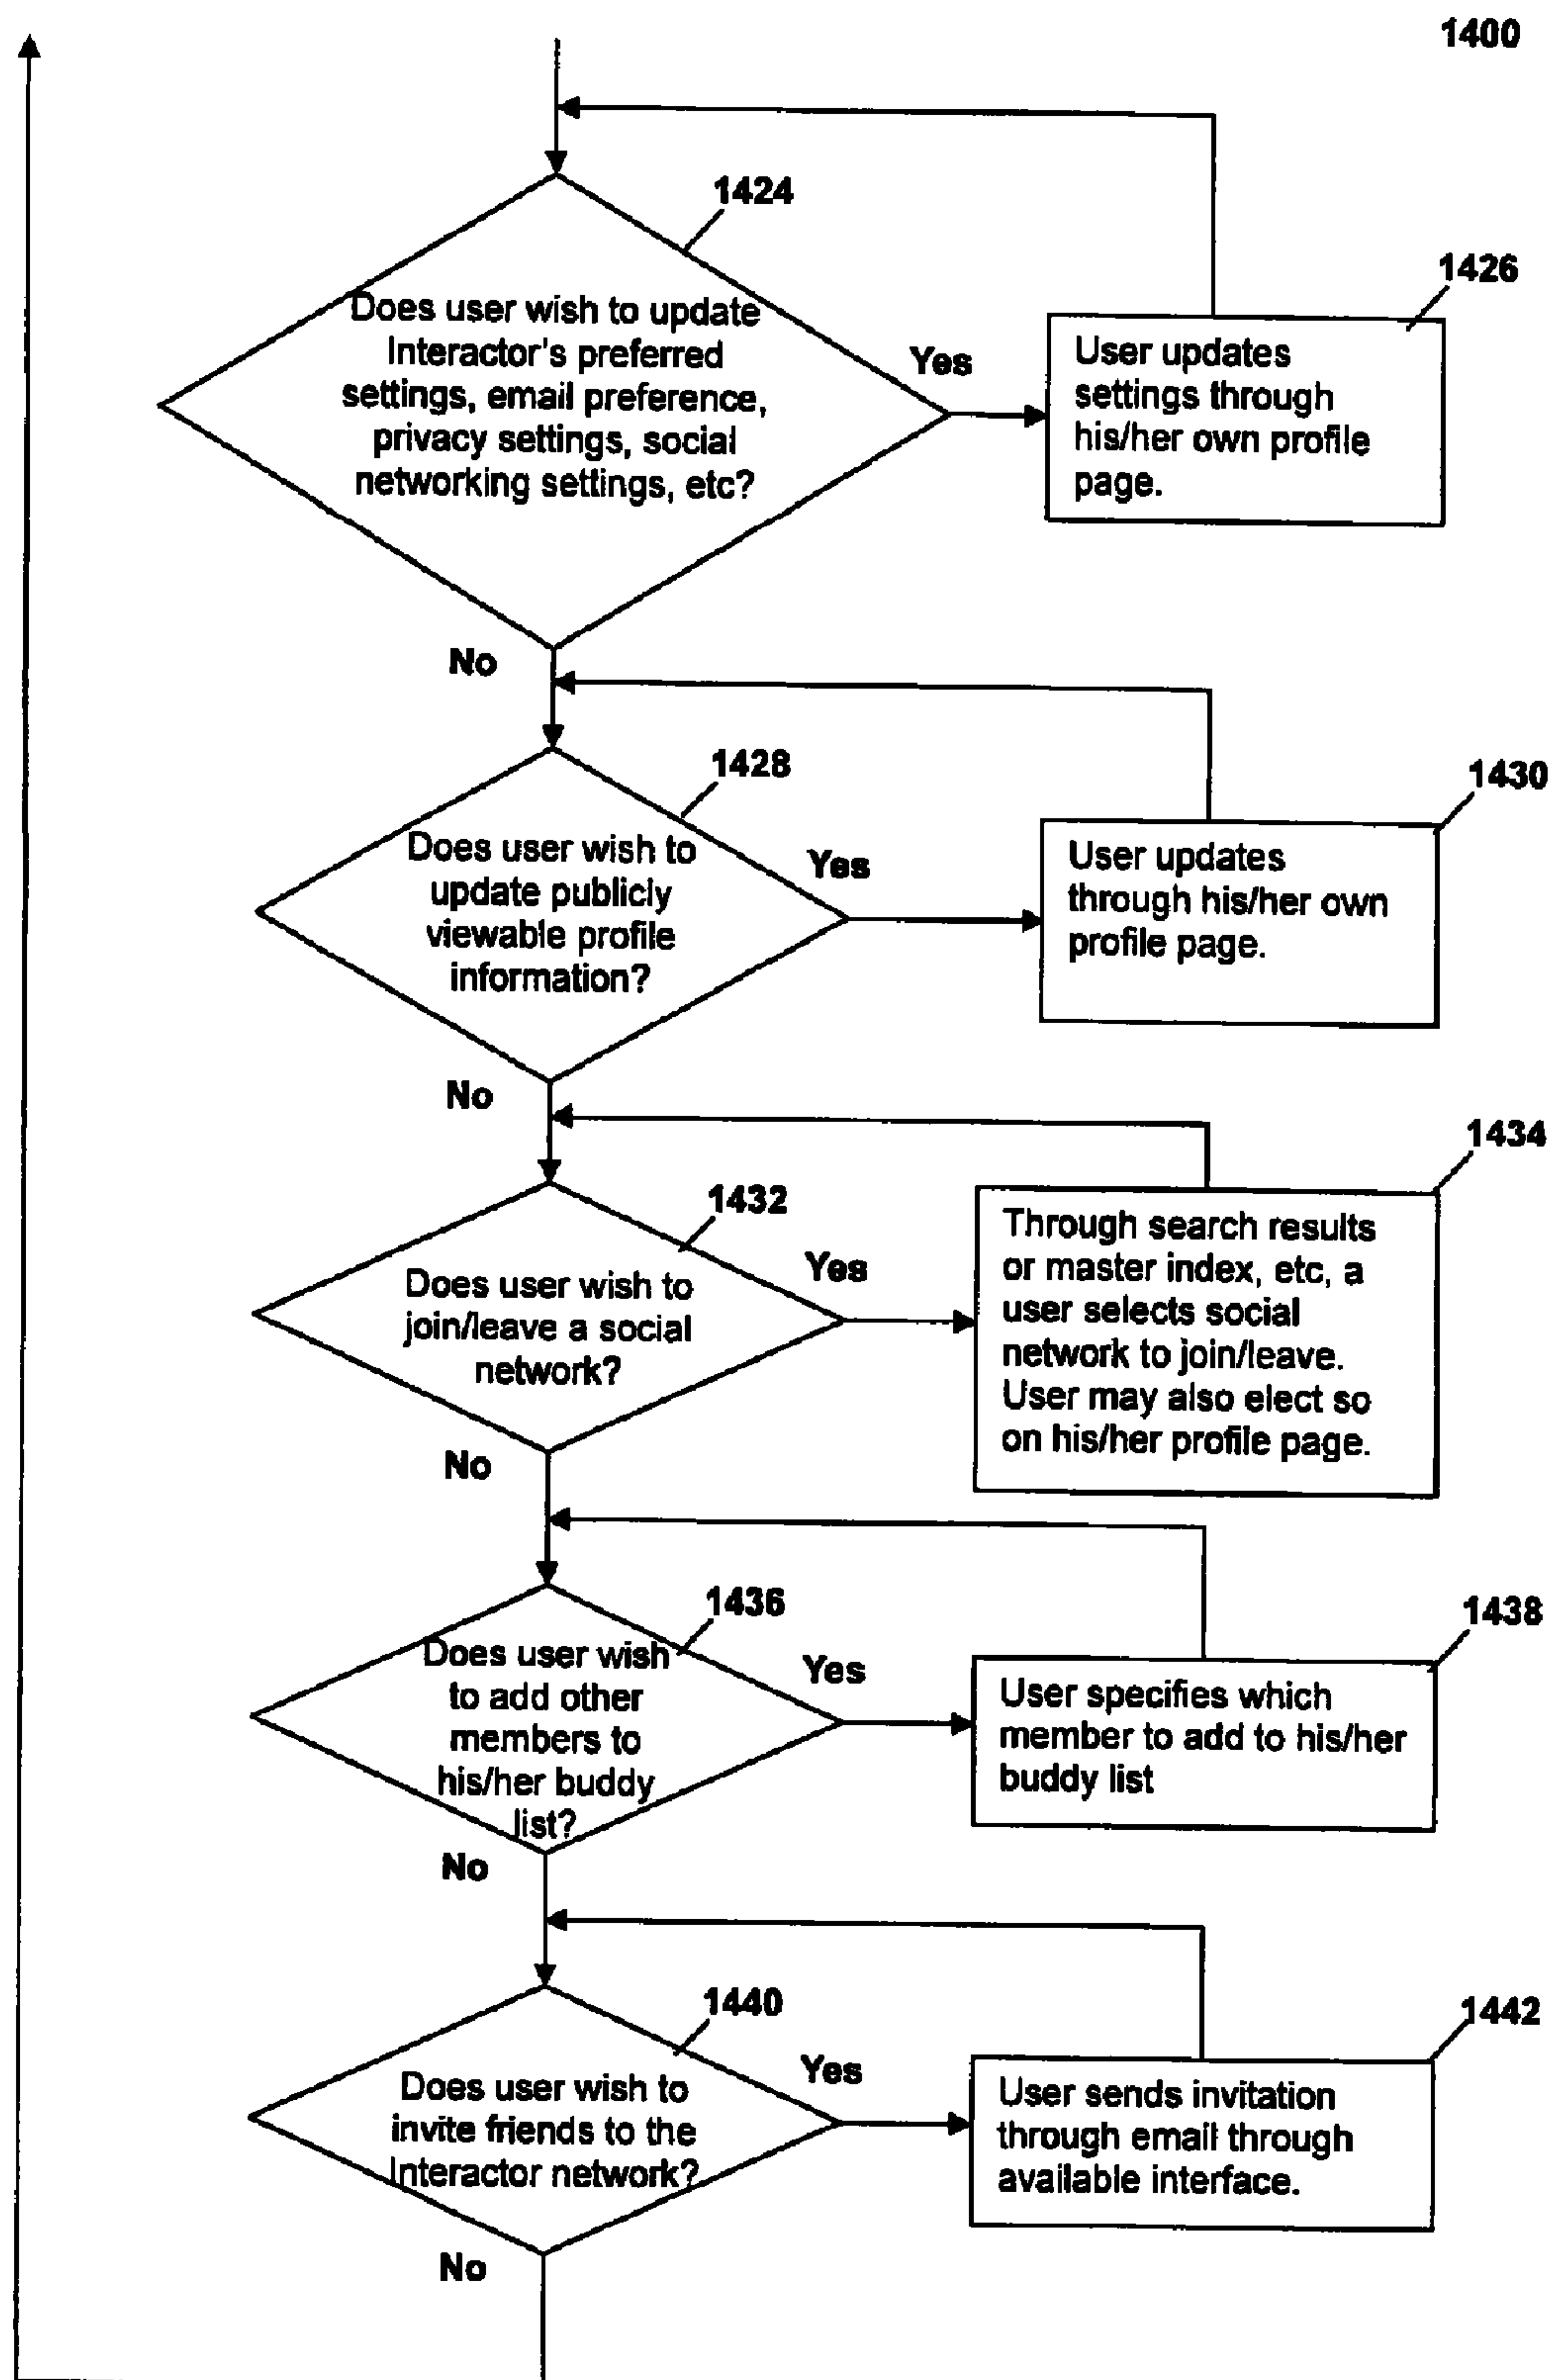 1400
1424
Does user wish to update
Interactor's preferred
settings, email preference,
privacy settings, social
networking settings, etc?
Yes
1426
User updates
settings through
his/her own profile
page.
No
1428
Does user wish to
update publicly
viewable profile
information?
Yes
1430
User updates
through his/her own
profile page.
No
1432
Does user wish to
join/leave a social
network?
Yes
1434
Through search results
or master index, etc, a
user selects social
network to join/leave.
User may also elect so
on his/her profile page.
No
1436
Does user wish
to add other
members to
his/her buddy
list?
Yes
1438
User specifies which
member to add to his/her
buddy list
No
1440
Does user wish to
invite friends to the
Interactor network?
Yes
1442
User sends invitation
through email through
available interface.
No